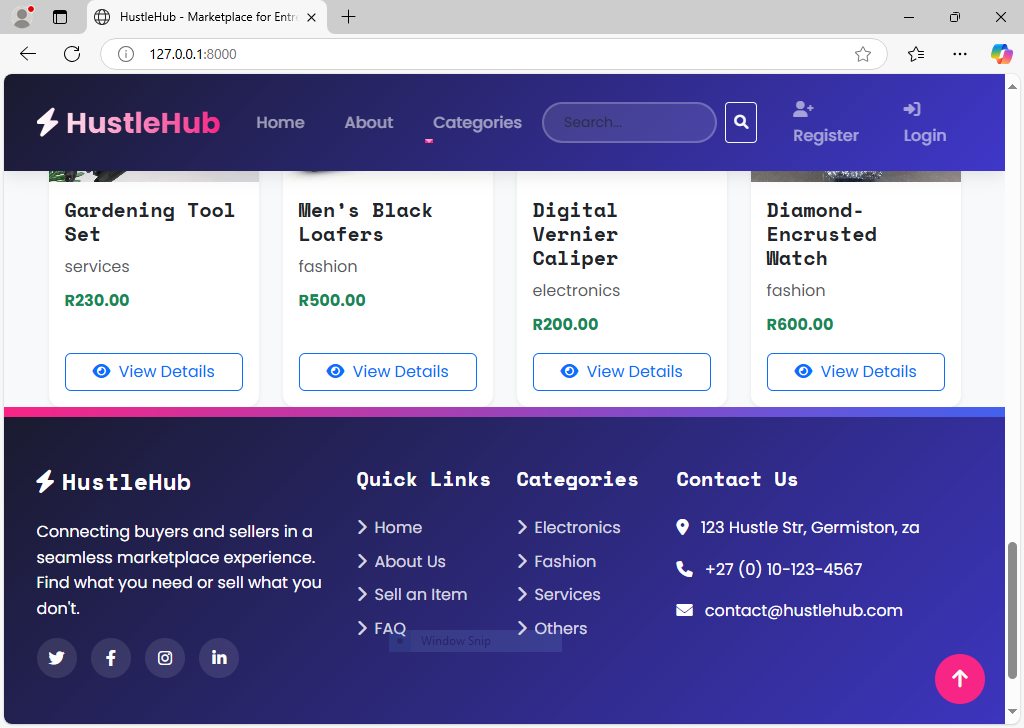 HustleHub - Marketplace for Entre
127.0.0.1:8000
HustleHub
Home
About
Categories
Search...
Register
Login
Gardening Tool
Set
services
R230.00
View Details
Men's Black
Loafers
fashion
R500.00
View Details
Digital
Vernier
Caliper
electronics
R200.00
View Details
Diamond-
Encrusted
Watch
fashion
R600.00
View Details
HustleHub
Connecting buyers and sellers in a
seamless marketplace experience.
Find what you need or sell what you
don't.
Quick Links
Home
About Us
Sell an Item
FAQ
Window Snip
Categories
Electronics
Fashion
Services
Others
Contact Us
123 Hustle Str, Germiston, za
+27 (0) 10-123-4567
contact@hustlehub.com